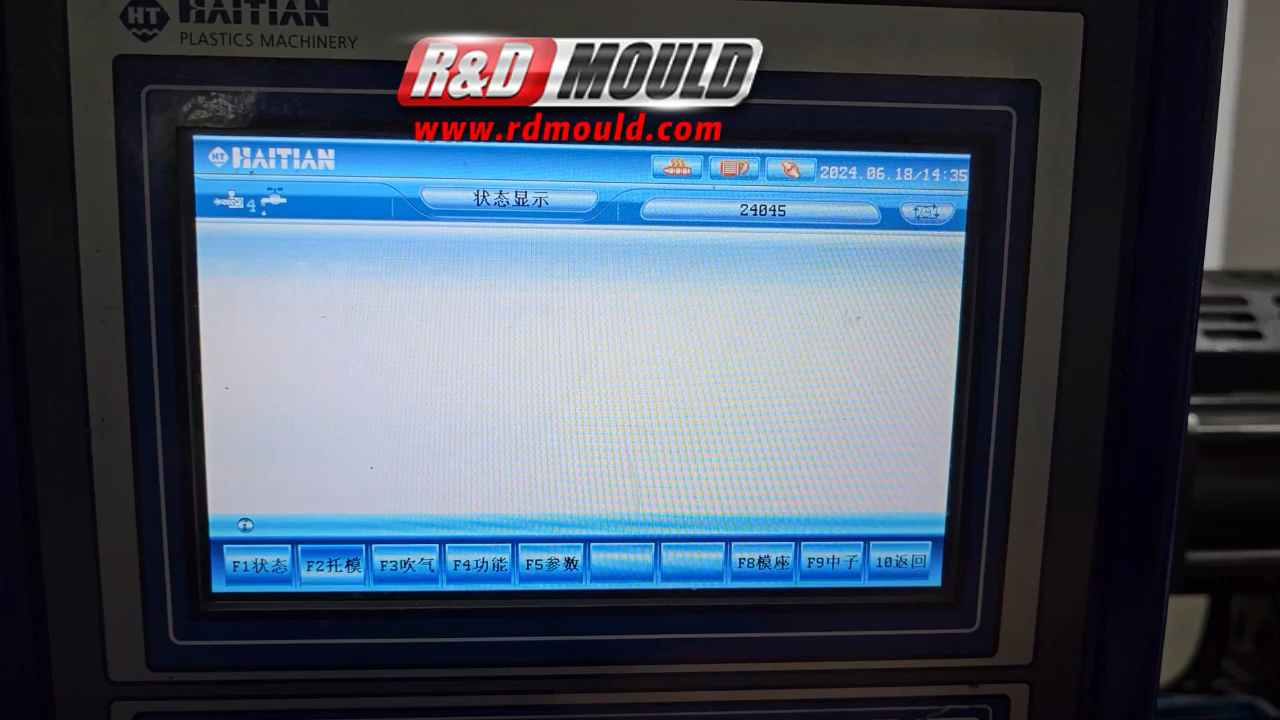 HT HAITIAN
PLASTICS MACHINERY
R&D MOULD
www.rdmould.com
HT HAITIAN
2024.06.18/14:35
4
状态显示
24045
F1状态 F2托模 F3吹气 F4功能 F5参数 F8模座 F9中子 10返回